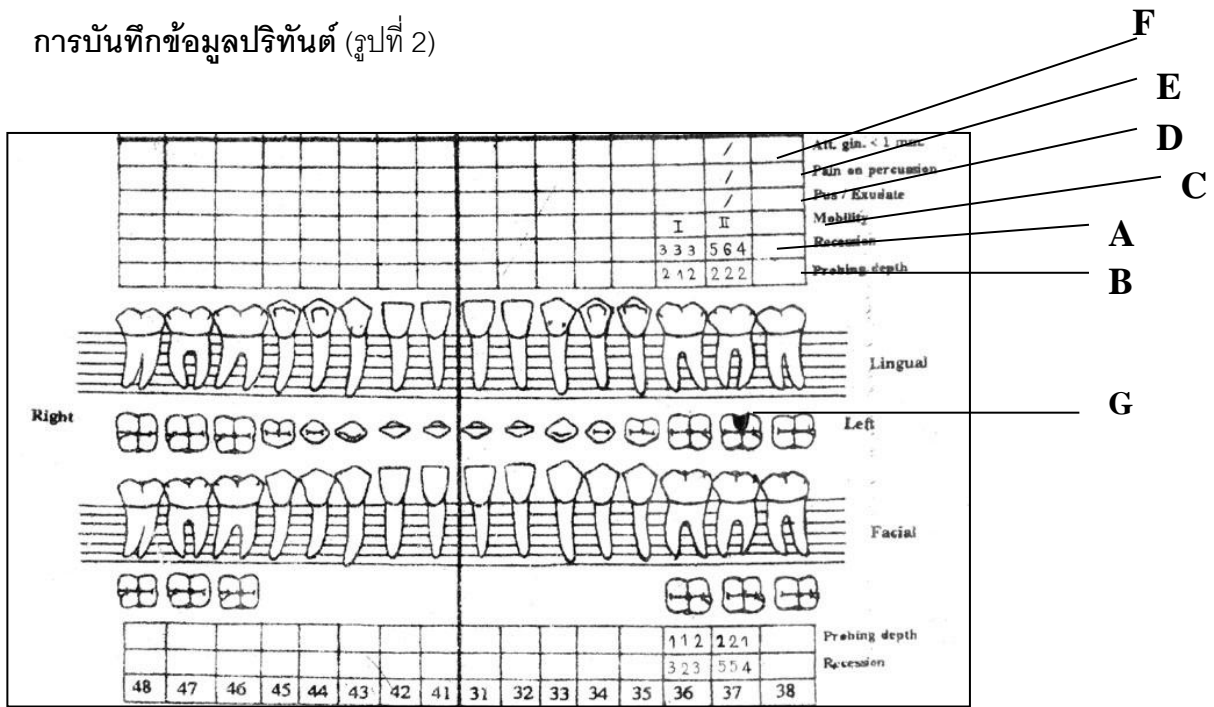 การบันทึกข้อมูลปริทันต์ (รูปที่ 2)
F
E
D
C
A
B
G
/ Att. gin. < 1 mm.
/ Pain on percussion
/ Pus / Exudate
I II Mobility
3 3 3 5 6 4 Recession
2 1 2 2 2 2 Probing depth
Lingual
Right Left
Facial
1 1 2 2 2 1 Probing depth
3 2 3 5 5 4 Recession
48 47 46 45 44 43 42 41 31 32 33 34 35 36 37 38